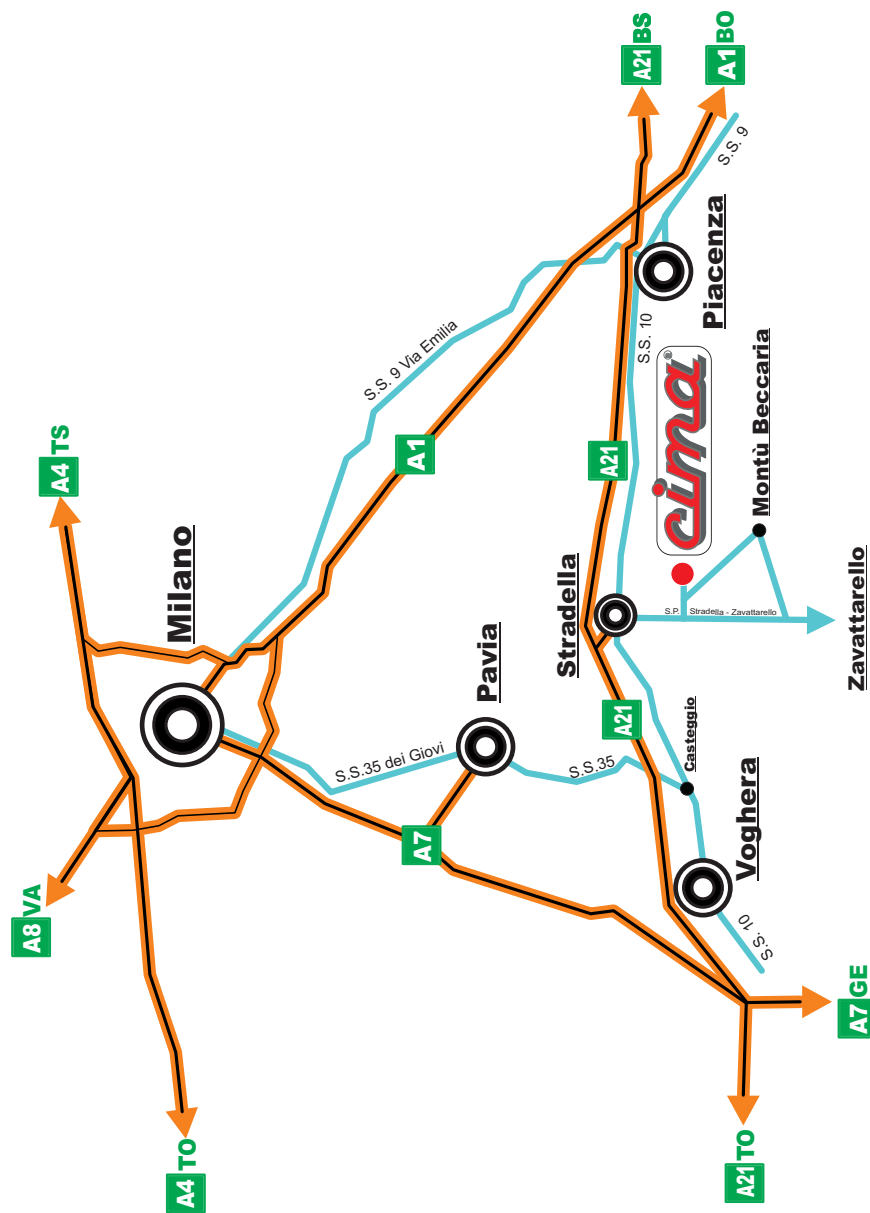 A4 TS
A8 VA
A4 TO
Milano
S.S. 9 Via Emilia
A1
A21 BS
A1 BO
S.S. 9
Piacenza
S.S. 10
A21
cima®
Montù Beccaria
Stradella
S.P. Stradella - Zavattarello
Zavattarello
Pavia
S.S.35 dei Giovi
S.S.35
A7
A21
Casteggio
Voghera
S.S. 10
A7 GE
A21 TO